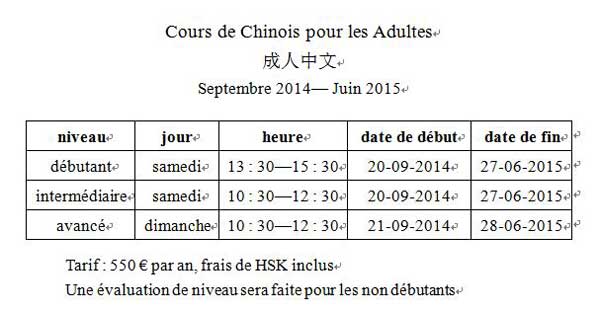 Cours de Chinois pour les Adultes
成人中文
Septembre 2014— Juin 2015
niveau jour heure date de début date de fin
débutant samedi 13 : 30—15 : 30 20-09-2014 27-06-2015
intermédiaire samedi 10 : 30—12 : 30 20-09-2014 27-06-2015
avancé dimanche 10 : 30—12 : 30 21-09-2014 28-06-2015
Tarif : 550 € par an, frais de HSK inclus
Une évaluation de niveau sera faite pour les non débutants